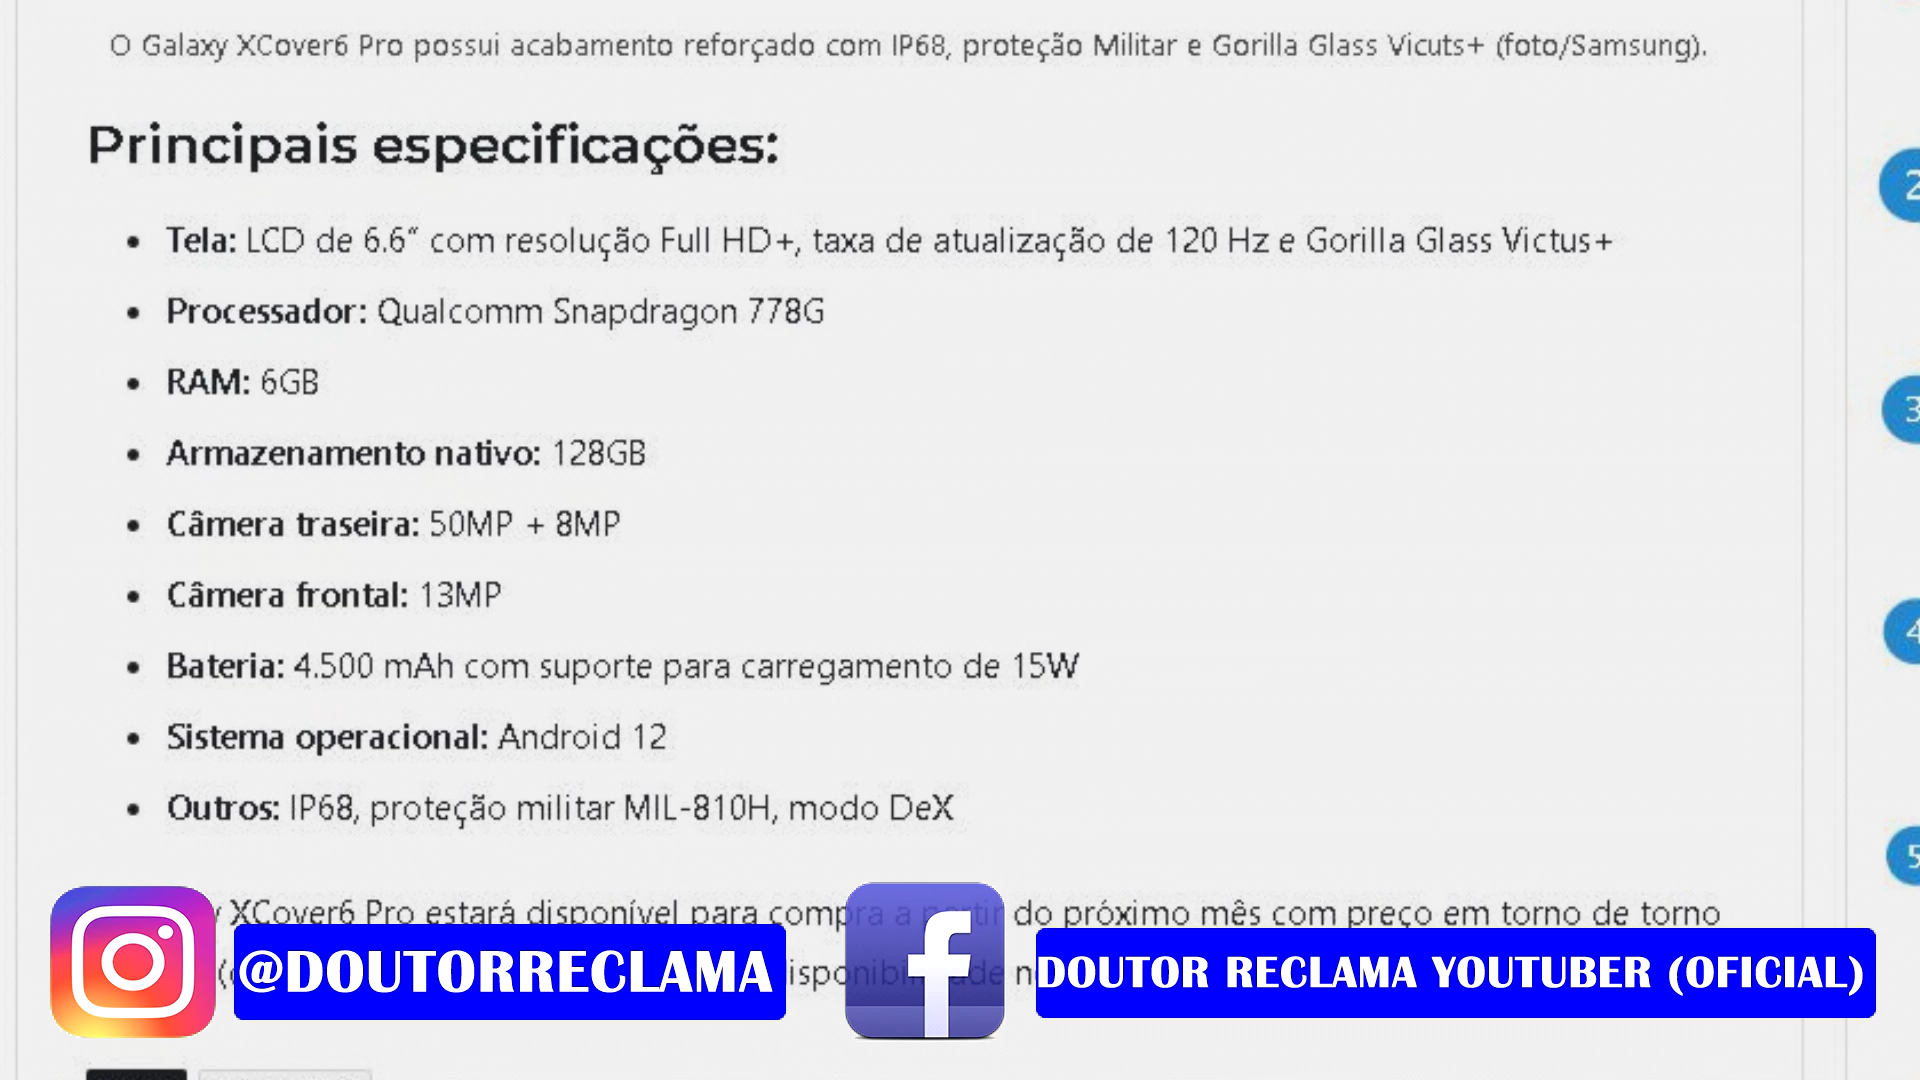 O Galaxy XCover6 Pro possui acabamento reforçado com IP68, proteção Militar e Gorilla Glass Vicuts+ (foto/Samsung).
Principais especificações:
• Tela: LCD de 6.6“ com resolução Full HD+, taxa de atualização de 120 Hz e Gorilla Glass Victus+
• Processador: Qualcomm Snapdragon 778G
• RAM: 6GB
• Armazenamento nativo: 128GB
• Câmera traseira: 50MP + 8MP
• Câmera frontal: 13MP
• Bateria: 4.500 mAh com suporte para carregamento de 15W
• Sistema operacional: Android 12
• Outros: IP68, proteção militar MIL-810H, modo DeX
XCover6 Pro estará disponível para compra a partir do próximo mês com preço em torno de torno
@DOUTORRECLAMA
DOUTOR RECLAMA YOUTUBER (OFICIAL)
2
3
4
5